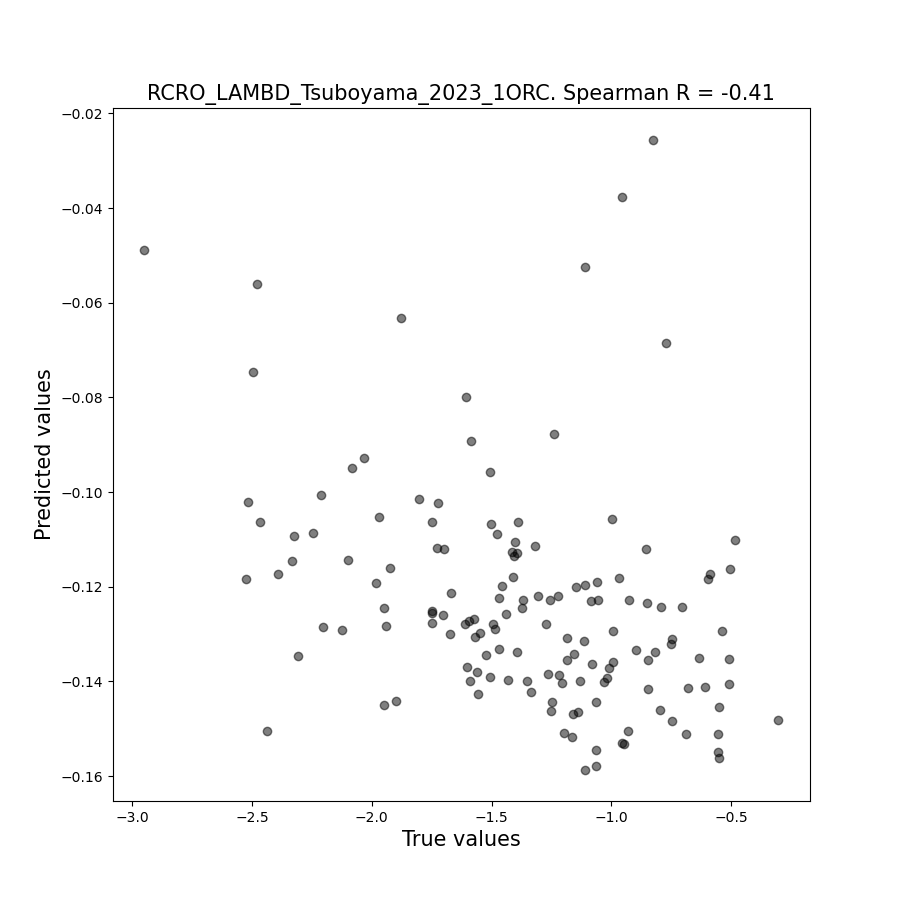 RCRO_LAMBD_Tsuboyama_2023_1ORC. Spearman R = -0.41
−0.02
−0.04
−0.06
−0.08
−0.10
−0.12
−0.14
−0.16
Predicted values
−3.0 −2.5 −2.0 −1.5 −1.0 −0.5
True values